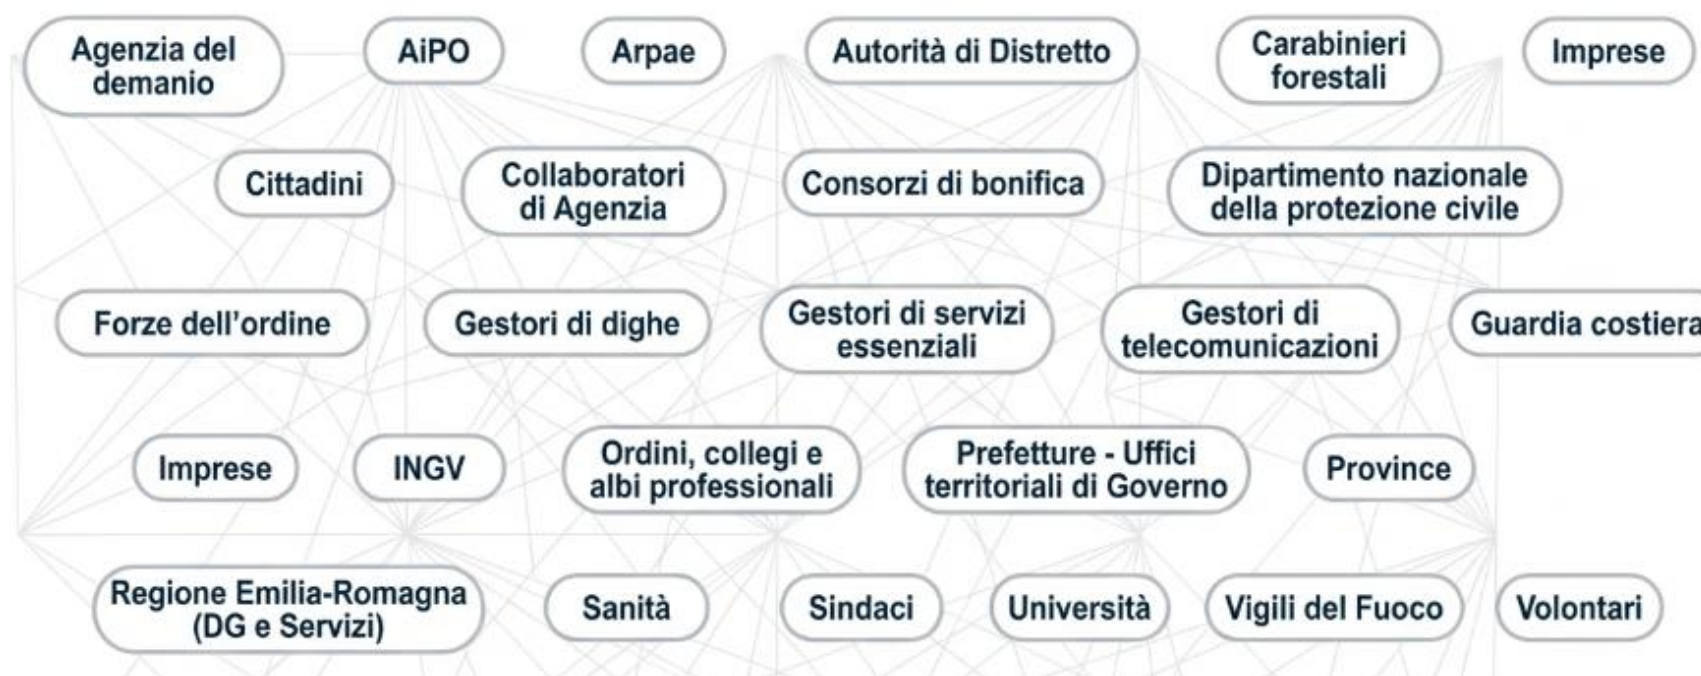 Agenzia del
demanio
AiPO
Arpae
Autorità di Distretto
Carabinieri
forestali
Imprese
Cittadini
Collaboratori
di Agenzia
Consorzi di bonifica
Dipartimento nazionale
della protezione civile
Forze dell'ordine
Gestori di dighe
Gestori di servizi
essenziali
Gestori di
telecomunicazioni
Guardia costiera
Imprese
INGV
Ordini, collegi e
albi professionali
Prefetture - Uffici
territoriali di Governo
Province
Regione Emilia-Romagna
(DG e Servizi)
Sanità
Sindaci
Università
Vigili del Fuoco
Volontari